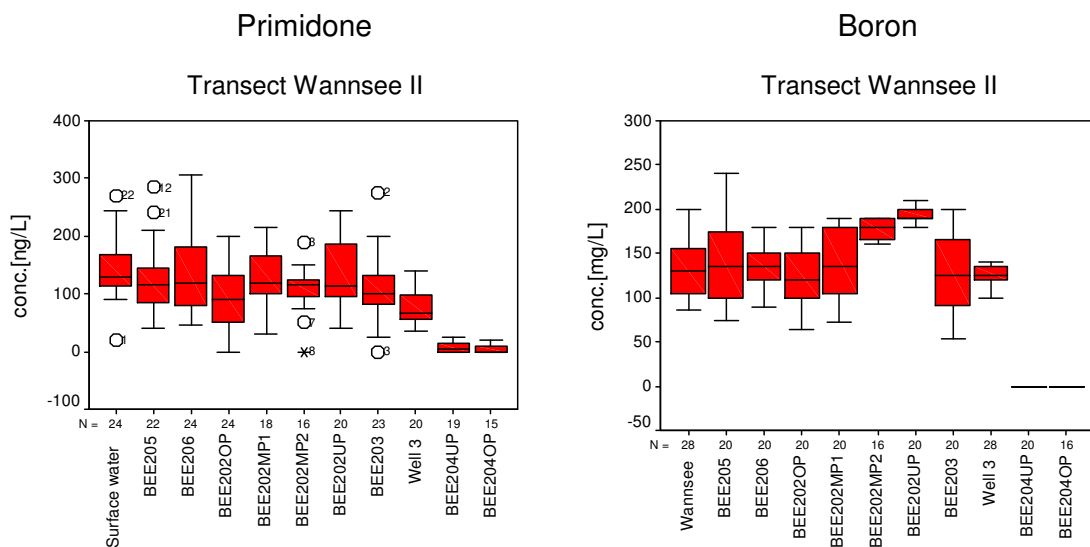 Primidone
Transect Wannsee II
conc.[ng/L]
400
300
200
100
0
-100
22
1
12
21
3
7
8
2
3
N = 24 22 24 24 18 16 20 23 20 19 15
Surface water
BEE205
BEE206
BEE202OP
BEE202MP1
BEE202MP2
BEE202UP
BEE203
Well 3
BEE204UP
BEE204OP
Boron
Transect Wannsee II
conc.[mg/L]
300
250
200
150
100
50
0
-50
N = 28 20 20 20 20 16 20 20 28 20 16
Wannsee
BEE205
BEE206
BEE202OP
BEE202MP1
BEE202MP2
BEE202UP
BEE203
Well 3
BEE204UP
BEE204OP